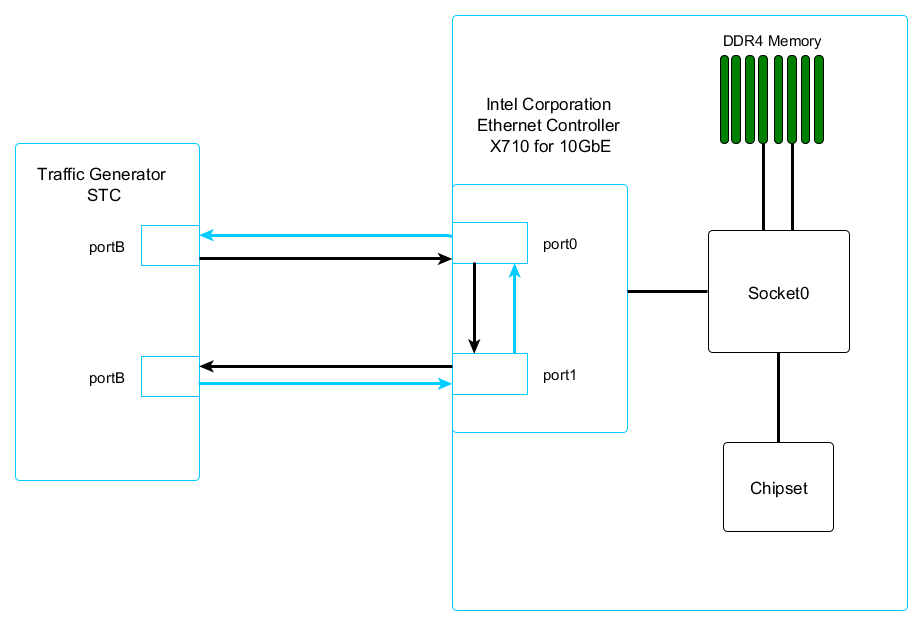 DDR4 Memory
Intel Corporation
Ethernet Controller
X710 for 10GbE
Traffic Generator
STC
portB
port0
Socket0
portB
port1
Chipset